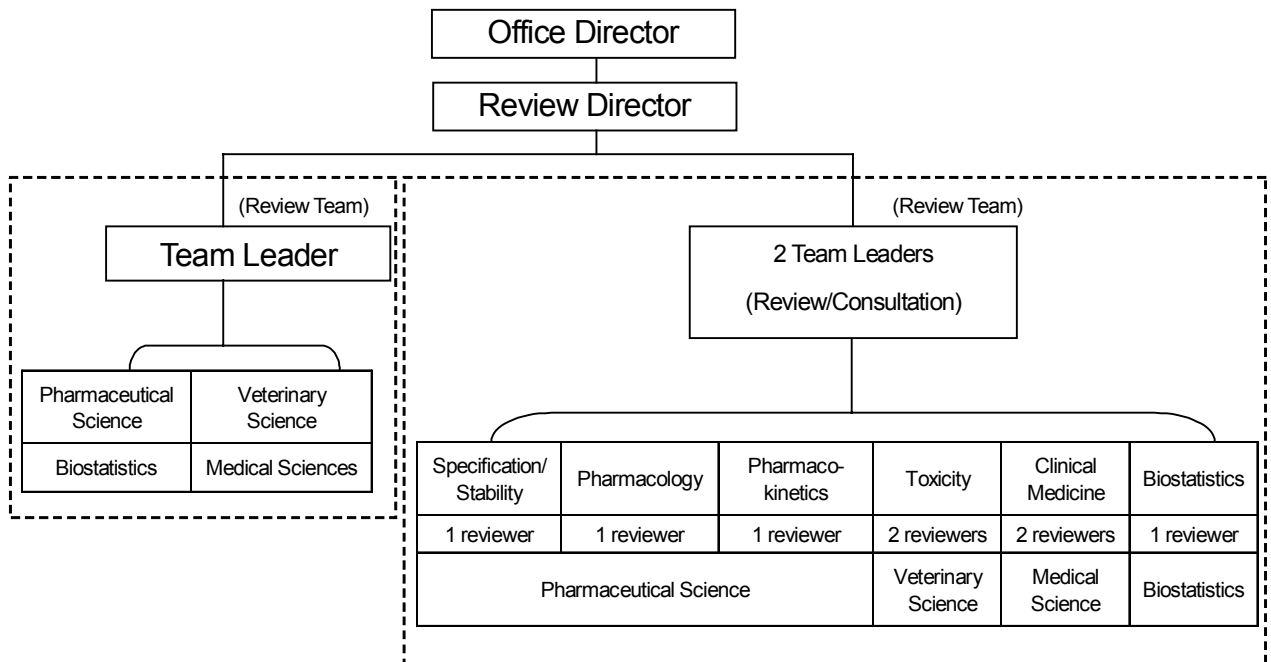 Office Director
Review Director
(Review Team)
Team Leader
Pharmaceutical
Science
Veterinary
Science
Biostatistics
Medical Sciences
(Review Team)
2 Team Leaders
(Review/Consultation)
Specification/
Stability
Pharmacology
Pharmaco-
kinetics
Toxicity
Clinical
Medicine
Biostatistics
1 reviewer
1 reviewer
1 reviewer
2 reviewers
2 reviewers
1 reviewer
Pharmaceutical Science
Veterinary
Science
Medical
Science
Biostatistics